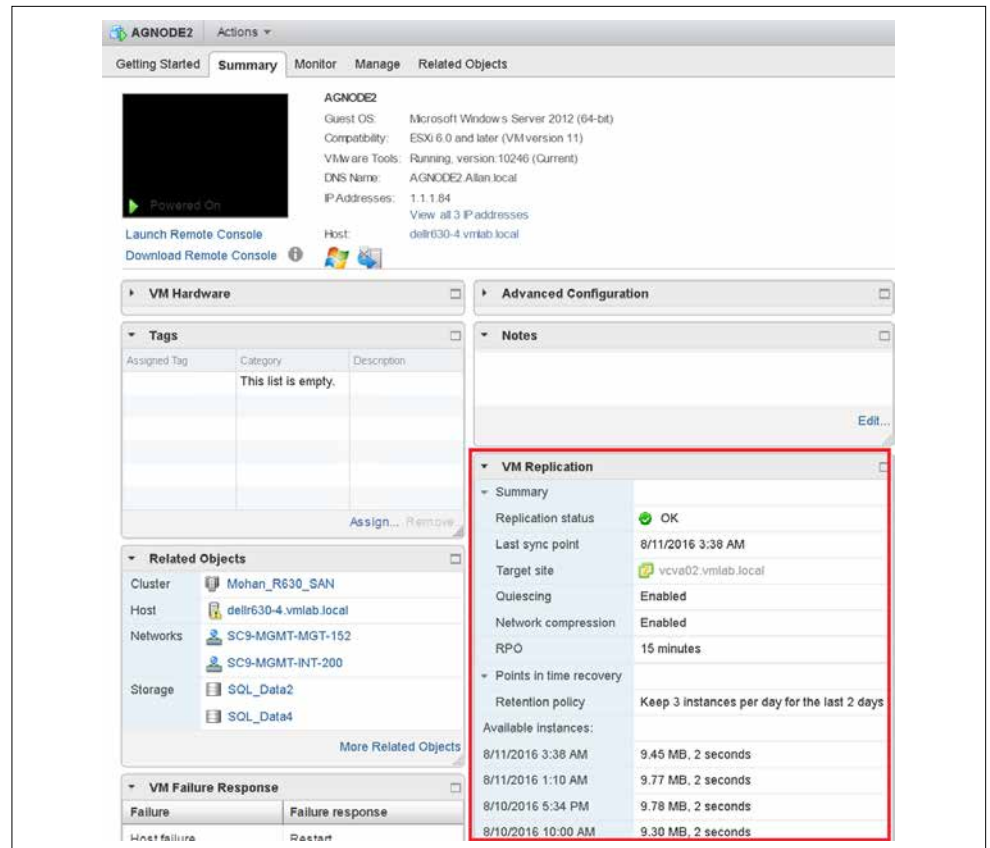 AGNODE2 Actions
Getting Started Summary Monitor Manage Related Objects
Powered On
Launch Remote Console
Download Remote Console
AGNODE2
Guest OS: Microsoft Windows Server 2012 (64-bit)
Compatibility: ESXi 6.0 and later (VM version 11)
VMware Tools: Running, version:10246 (Current)
DNS Name: AGNODE2.Allan.local
IP Addresses: 1.1.1.84
View all 3 IP addresses
Host: dellr630-4.vmlab.local
VM Hardware
Tags
Assigned Tag Category Description
This list is empty.
Assign... Remove...
Related Objects
Cluster Mohan_R630_SAN
Host dellr630-4.vmlab.local
Networks SC9-MGMT-MGT-152
SC9-MGMT-INT-200
Storage SQL_Data2
SQL_Data4
More Related Objects
VM Failure Response
Failure Failure response
Host failure Restart
Advanced Configuration
Notes
Edit...
VM Replication
Summary
Replication status OK
Last sync point 8/11/2016 3:38 AM
Target site vcva02.vmlab.local
Quiescing Enabled
Network compression Enabled
RPO 15 minutes
Points in time recovery
Retention policy Keep 3 instances per day for the last 2 days
Available instances:
8/11/2016 3:38 AM 9.45 MB, 2 seconds
8/11/2016 1:10 AM 9.77 MB, 2 seconds
8/10/2016 5:34 PM 9.78 MB, 2 seconds
8/10/2016 10:00 AM 9.30 MB, 2 seconds